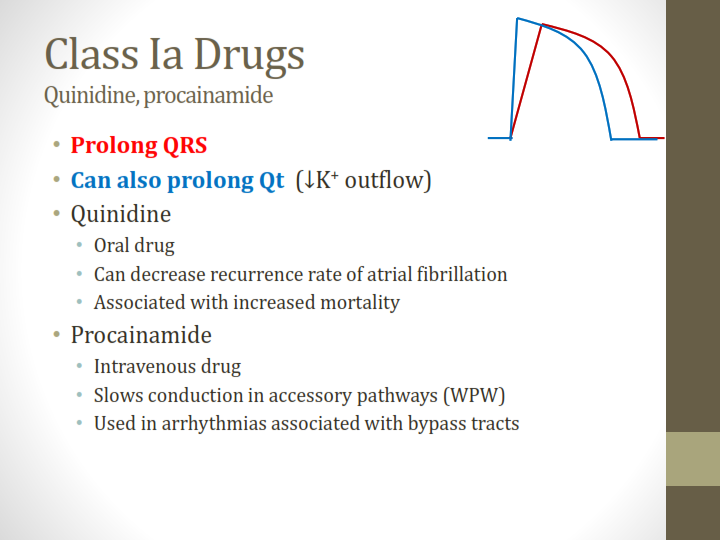 Class Ia Drugs
Quinidine, procainamide
• Prolong QRS
• Can also prolong Qt (↓K⁺ outflow)
• Quinidine
• Oral drug
• Can decrease recurrence rate of atrial fibrillation
• Associated with increased mortality
• Procainamide
• Intravenous drug
• Slows conduction in accessory pathways (WPW)
• Used in arrhythmias associated with bypass tracts